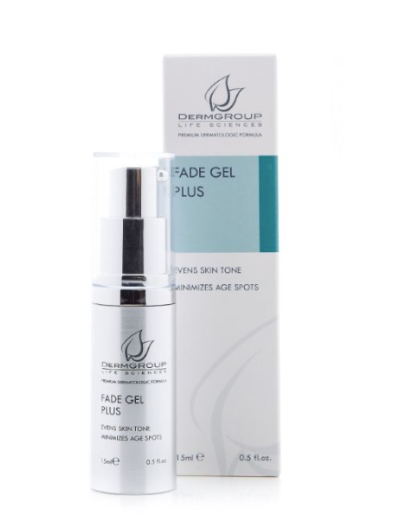 DERMGROUP
LIFE SCIENCES
PREMIUM DERMATOLOGIC FORMULA
FADE GEL
PLUS
EVENS SKIN TONE
MINIMIZES AGE SPOTS
15ml℮ 0.5 fl.oz.
DERMGROUP
LIFE SCIENCES
PREMIUM DERMATOLOGIC FORMULA
FADE GEL
PLUS
EVENS SKIN TONE
MINIMIZES AGE SPOTS
15ml℮ 0.5 fl.oz.